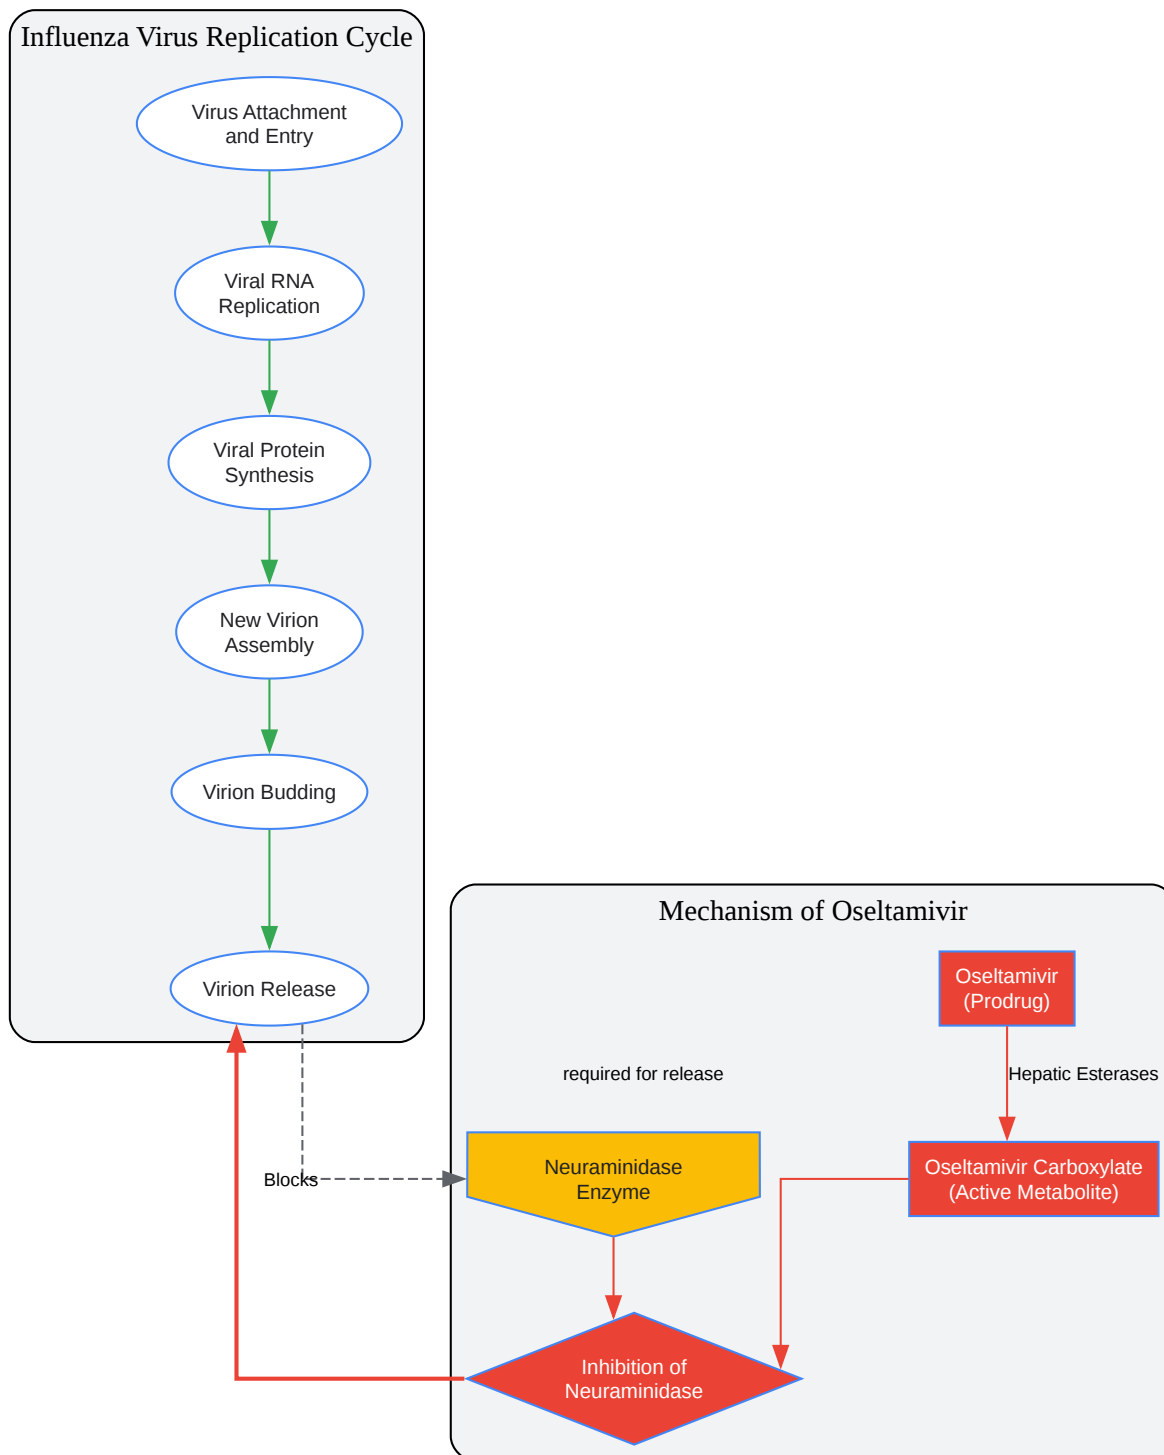 Influenza Virus Replication Cycle
Virus Attachment
and Entry
Viral RNA
Replication
Viral Protein
Synthesis
New Virion
Assembly
Virion Budding
Virion Release
Blocks
Mechanism of Oseltamivir
Oseltamivir
(Prodrug)
required for release
Hepatic Esterases
Neuraminidase
Enzyme
Oseltamivir Carboxylate
(Active Metabolite)
Inhibition of
Neuraminidase